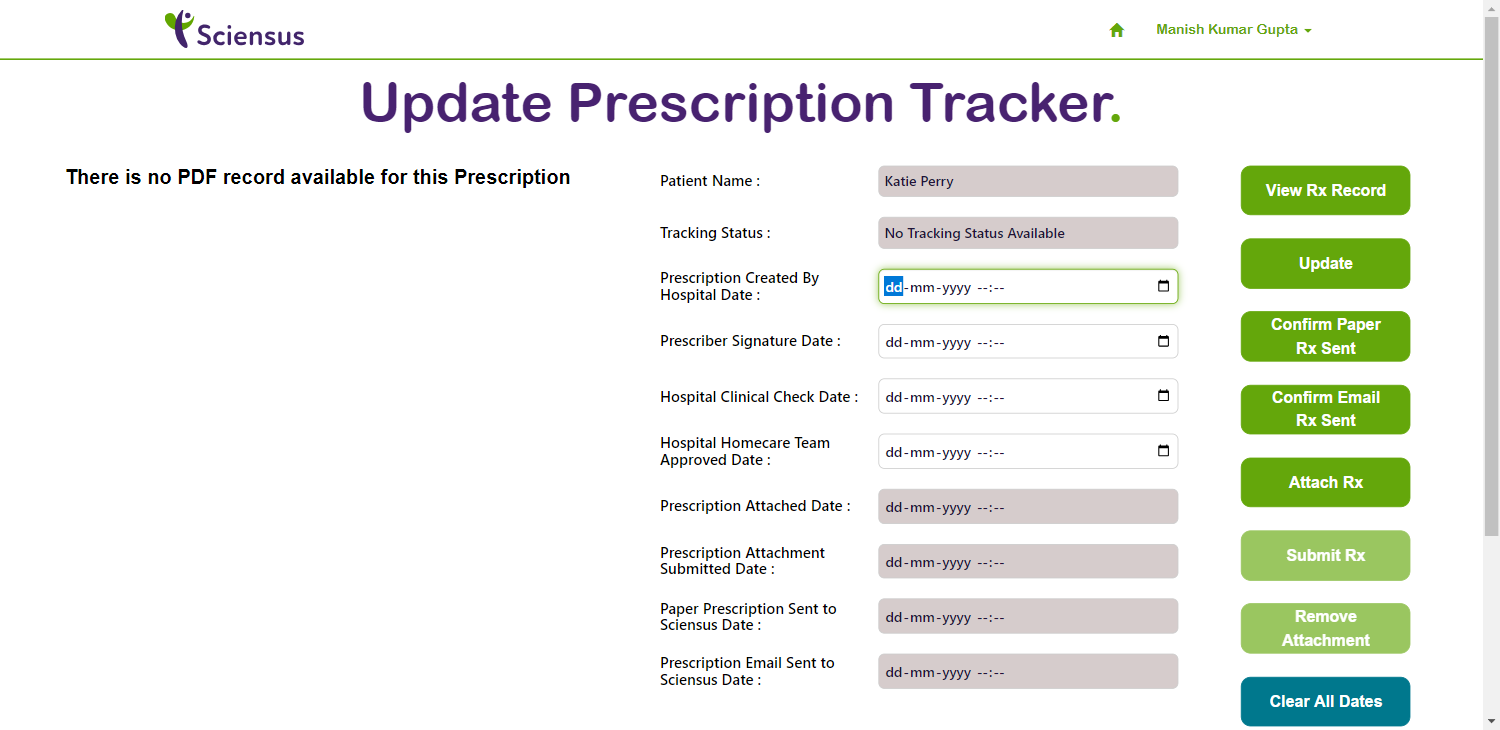 Sciensus
Manish Kumar Gupta
Update Prescription Tracker.
There is no PDF record available for this Prescription
Patient Name :
Katie Perry
Tracking Status :
No Tracking Status Available
Prescription Created By
Hospital Date :
dd-mm-yyyy --:--
Prescriber Signature Date :
dd-mm-yyyy --:--
Hospital Clinical Check Date :
dd-mm-yyyy --:--
Hospital Homecare Team
Approved Date :
dd-mm-yyyy --:--
Prescription Attached Date :
dd-mm-yyyy --:--
Prescription Attachment
Submitted Date :
dd-mm-yyyy --:--
Paper Prescription Sent to
Sciensus Date :
dd-mm-yyyy --:--
Prescription Email Sent to
Sciensus Date :
dd-mm-yyyy --:--
View Rx Record
Update
Confirm Paper
Rx Sent
Confirm Email
Rx Sent
Attach Rx
Submit Rx
Remove
Attachment
Clear All Dates